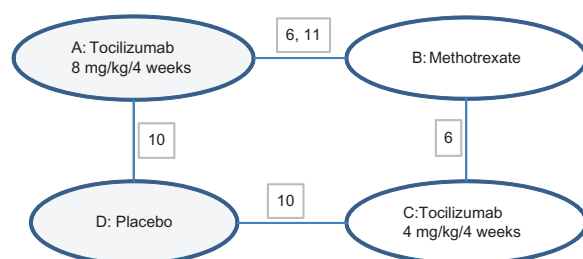 A: Tocilizumab
8 mg/kg/4 weeks
6, 11
B: Methotrexate
10
6
D: Placebo
10
C:Tocilizumab
4 mg/kg/4 weeks